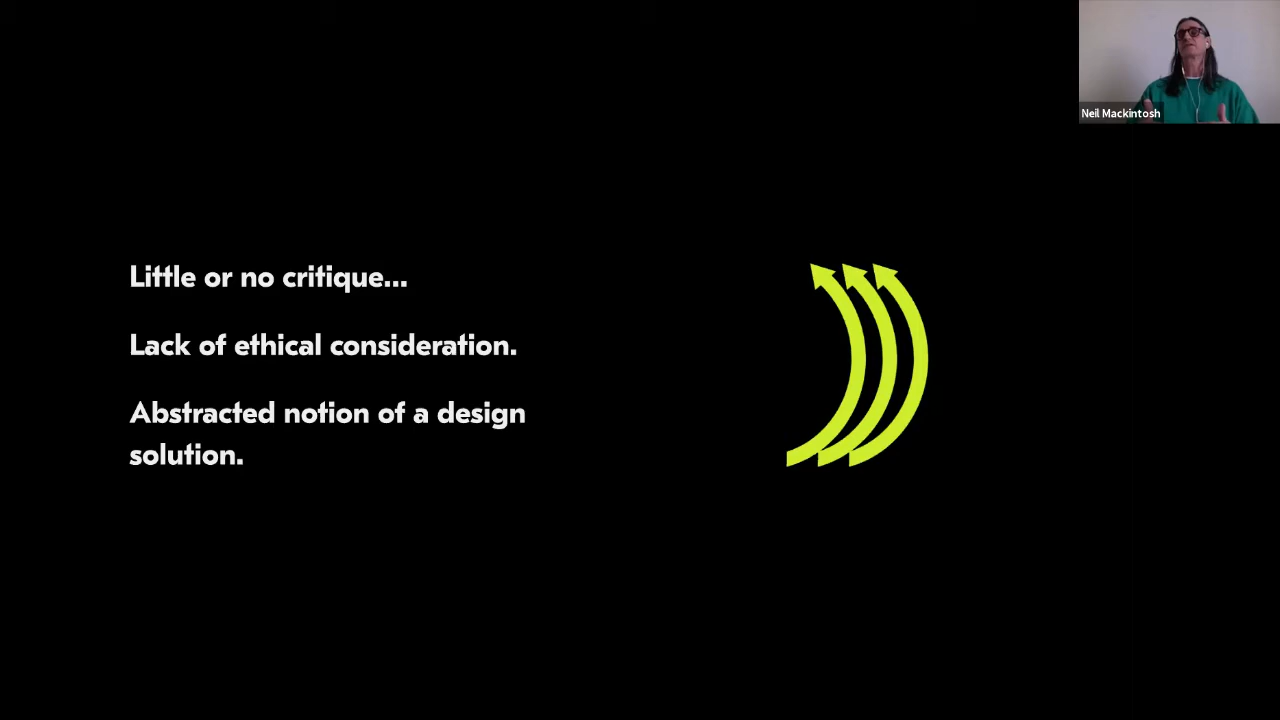 Neil Mackintosh
Little or no critique...
Lack of ethical consideration.
Abstracted notion of a design
solution.